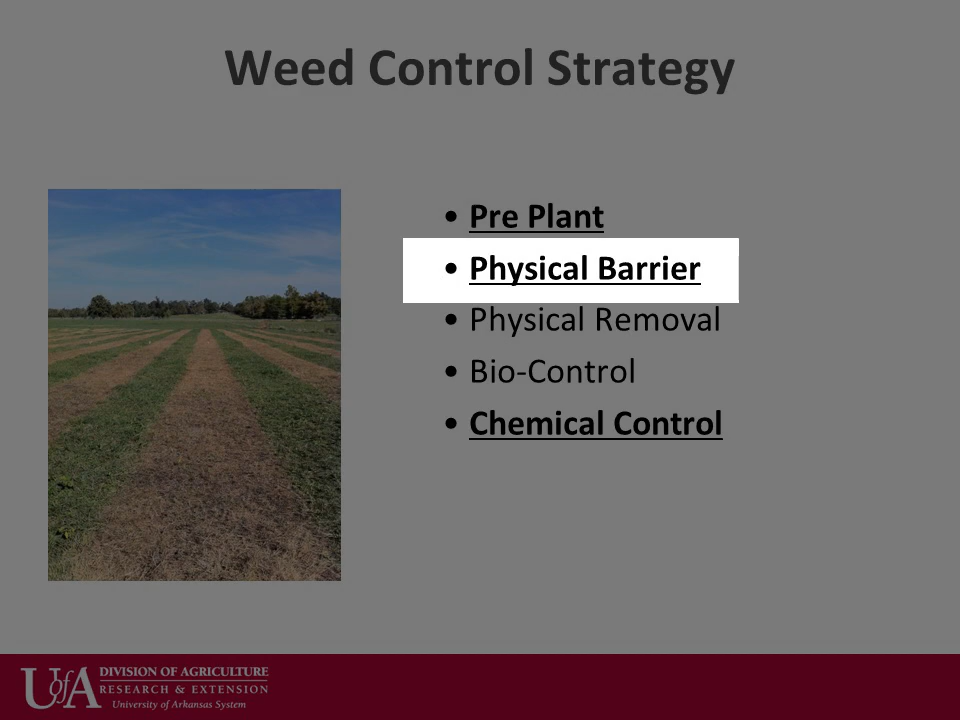 Weed Control Strategy
• Pre Plant
• Physical Barrier
• Physical Removal
• Bio-Control
• Chemical Control
UofA DIVISION OF AGRICULTURE
RESEARCH & EXTENSION
University of Arkansas System